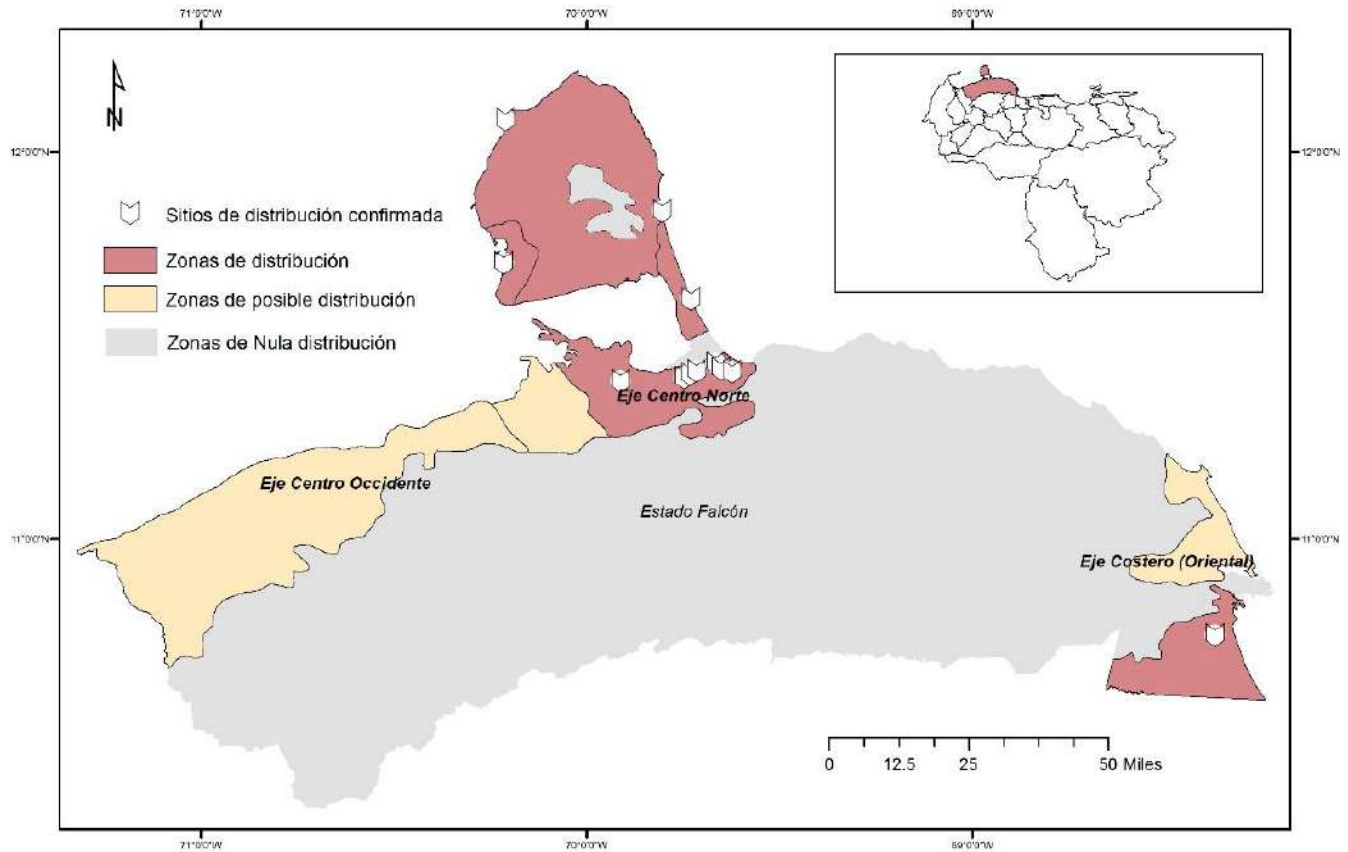 71°0'0"W
70°0'0"W
69°0'0"W
N
12°0'0"N
12°0'0"N
Sitios de distribución confirmada
Zonas de distribución
Zonas de posible distribución
Zonas de Nula distribución
Eje Centro Norte
Eje Centro Occidente
Estado Falcón
11°0'0"N
11°0'0"N
Eje Costero (Oriental)
0 12.5 25 50 Miles
71°0'0"W
70°0'0"W
69°0'0"W